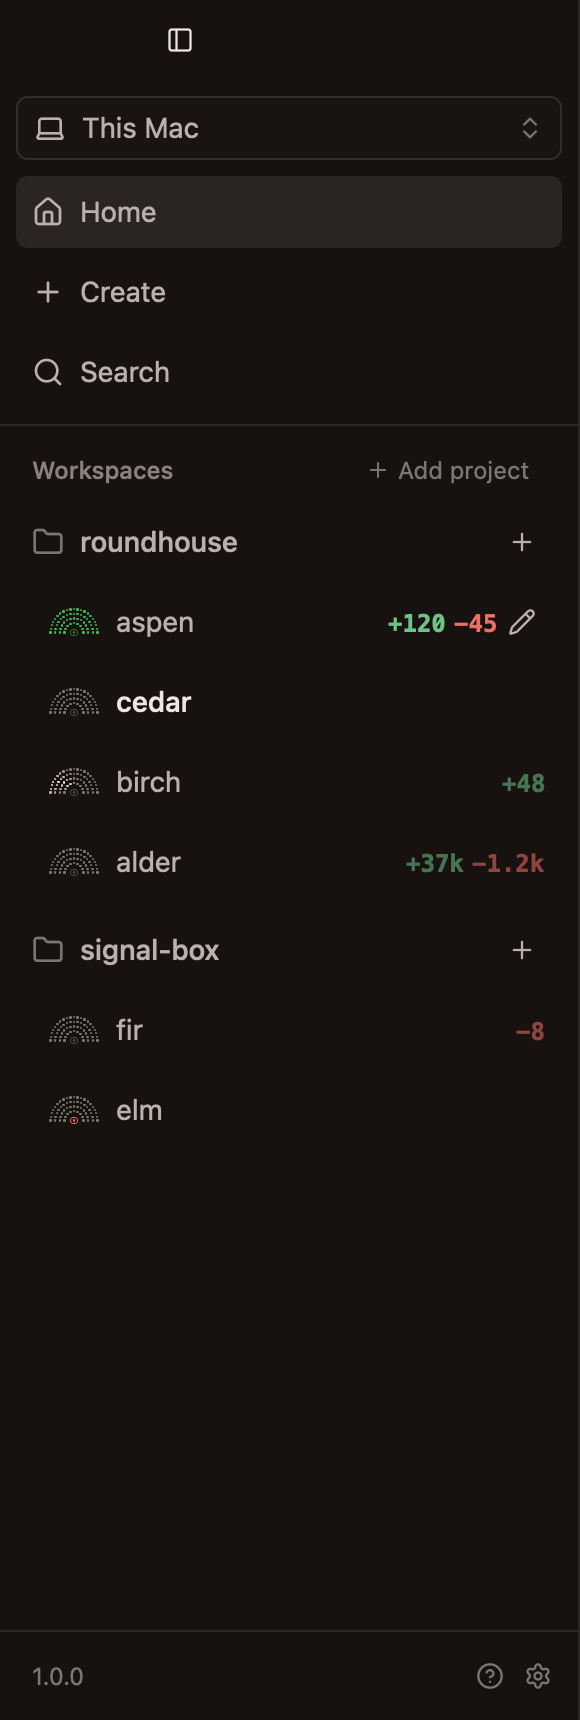 This Mac
Home
Create
Search
Workspaces + Add project
roundhouse
aspen +120 −45
cedar
birch +48
alder +37k −1.2k
signal-box
fir −8
elm
1.0.0